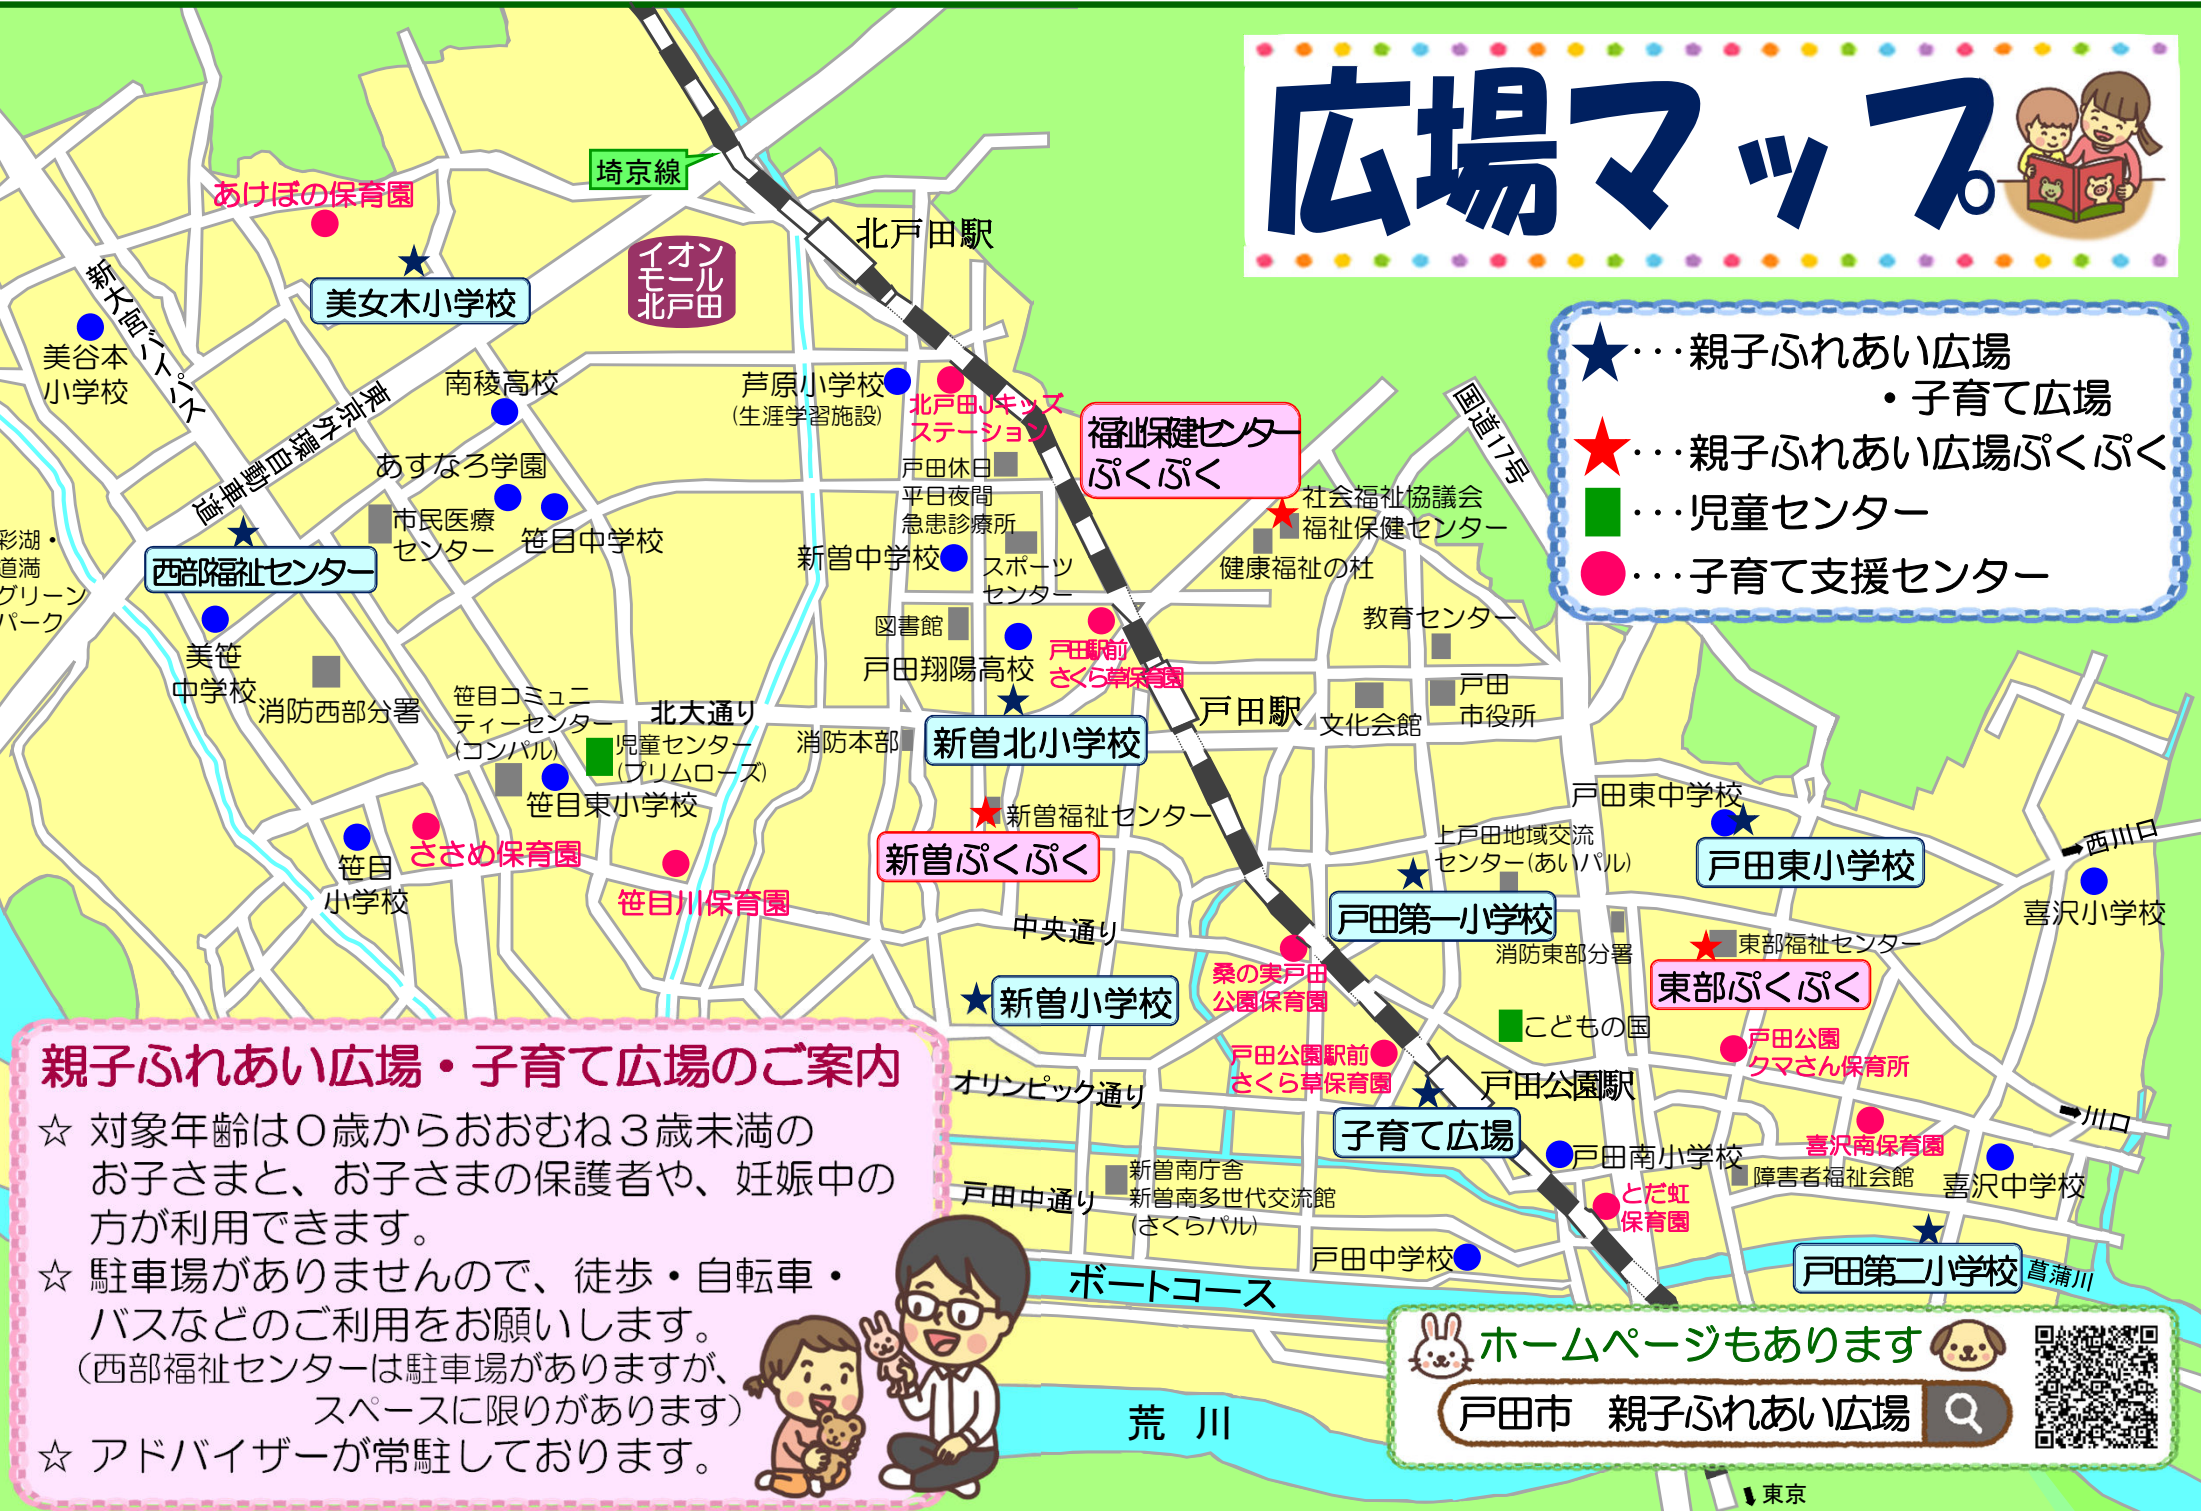 広場マップ
埼京線
北戸田駅
イオン
モール
北戸田
あけぼの保育園
美女木小学校
新大宮バイパス
美谷本
小学校
東京外環自動車道
南稜高校
芦原小学校
(生涯学習施設)
北戸田Jキッズ
ステーション
福祉保健センター
ぷくぷく
国道17号
★・・・親子ふれあい広場
・子育て広場
★・・・親子ふれあい広場ぷくぷく
・・・児童センター
・・・子育て支援センター
あすなろ学園
市民医療
センター
笹目中学校
戸田休日
平日夜間
急患診療所
社会福祉協議会
福祉保健センター
健康福祉の杜
彩湖・
道満
グリーン
パーク
西部福祉センター
新曽中学校
スポーツ
センター
教育センター
美笹
中学校
消防西部分署
図書館
戸田翔陽高校
戸田駅前
さくら草保育園
戸田
市役所
文化会館
戸田駅
笹目コミュニ
ティーセンター
(コンパル)
北大通り
児童センター
(プリムローズ)
消防本部
新曽北小学校
笹目東小学校
新曽福祉センター
新曽ぷくぷく
戸田東中学校
戸田東小学校
➡西川口
喜沢小学校
上戸田地域交流
センター(あいパル)
戸田第一小学校
消防東部分署
東部福祉センター
東部ぷくぷく
笹目
小学校
ささめ保育園
笹目川保育園
中央通り
桑の実戸田
公園保育園
新曽小学校
こどもの国
戸田公園
クマさん保育所
戸田公園駅前
さくら草保育園
戸田公園駅
オリンピック通り
子育て広場
➡川口
喜沢南保育園
戸田南小学校
障害者福祉会館
喜沢中学校
戸田中通り
新曽南庁舎
新曽南多世代交流館
(さくらパル)
とだ虹
保育園
戸田中学校
戸田第二小学校
菖蒲川
ボートコース
荒川
親子ふれあい広場・子育て広場のご案内
☆ 対象年齢は0歳からおおむね3歳未満の
お子さまと、お子さまの保護者や、妊娠中の
方が利用できます。
☆ 駐車場がありませんので、徒歩・自転車・
バスなどのご利用をお願いします。
(西部福祉センターは駐車場がありますが、
スペースに限りがあります)
☆ アドバイザーが常駐しております。
ホームページもあります
戸田市 親子ふれあい広場
➡東京